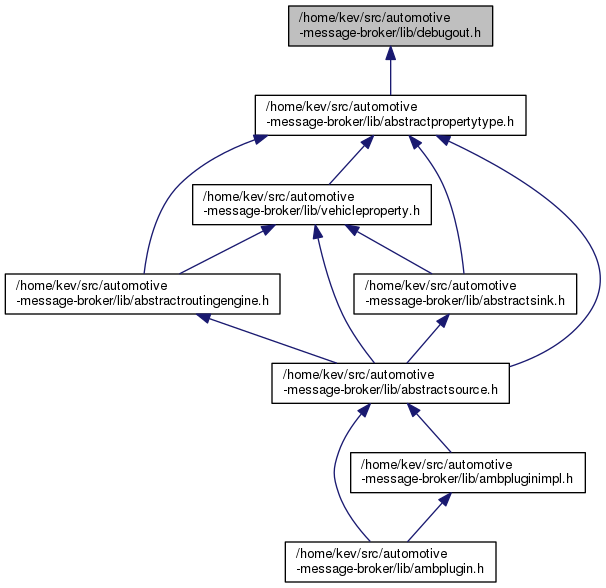 /home/kev/src/automotive
-message-broker/lib/debugout.h
/home/kev/src/automotive
-message-broker/lib/abstractpropertytype.h
/home/kev/src/automotive
-message-broker/lib/vehicleproperty.h
/home/kev/src/automotive
-message-broker/lib/abstractroutingengine.h
/home/kev/src/automotive
-message-broker/lib/abstractsink.h
/home/kev/src/automotive
-message-broker/lib/abstractsource.h
/home/kev/src/automotive
-message-broker/lib/ambpluginimpl.h
/home/kev/src/automotive
-message-broker/lib/ambplugin.h